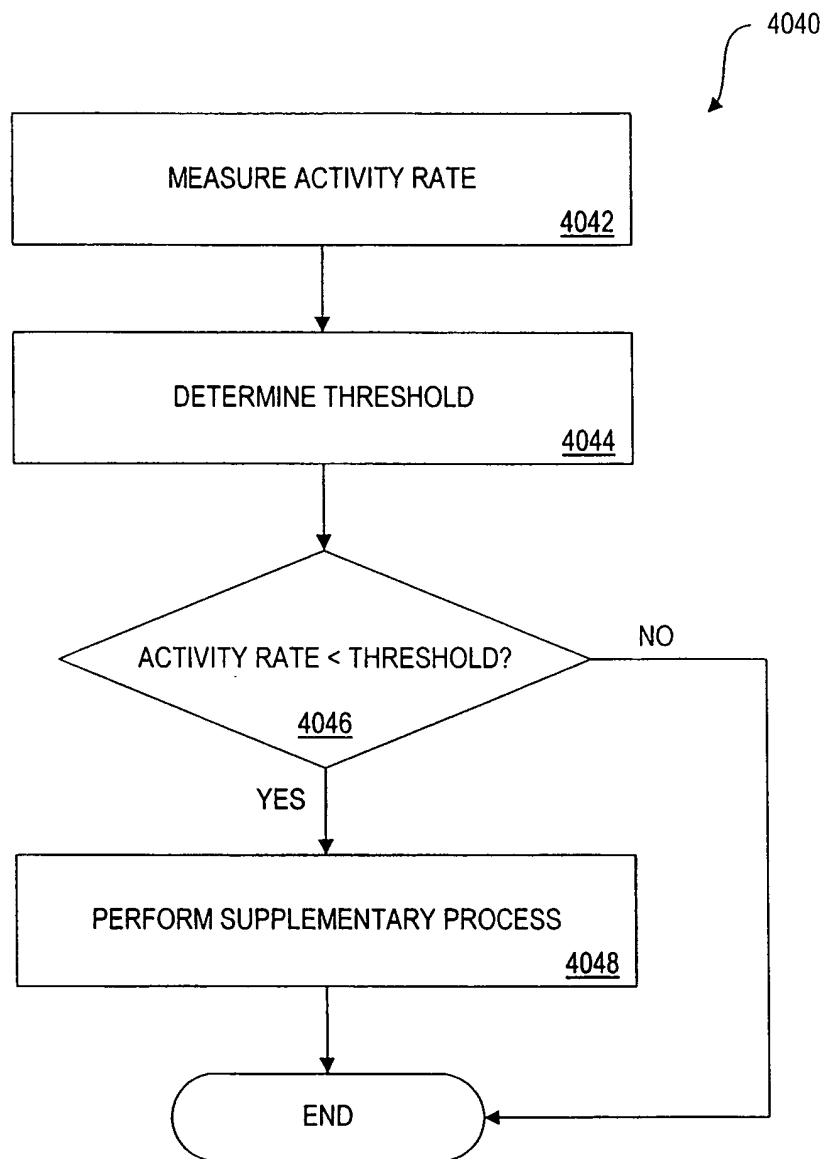 4040
MEASURE ACTIVITY RATE
4042
DETERMINE THRESHOLD
4044
ACTIVITY RATE < THRESHOLD?
4046
NO
YES
PERFORM SUPPLEMENTARY PROCESS
4048
END